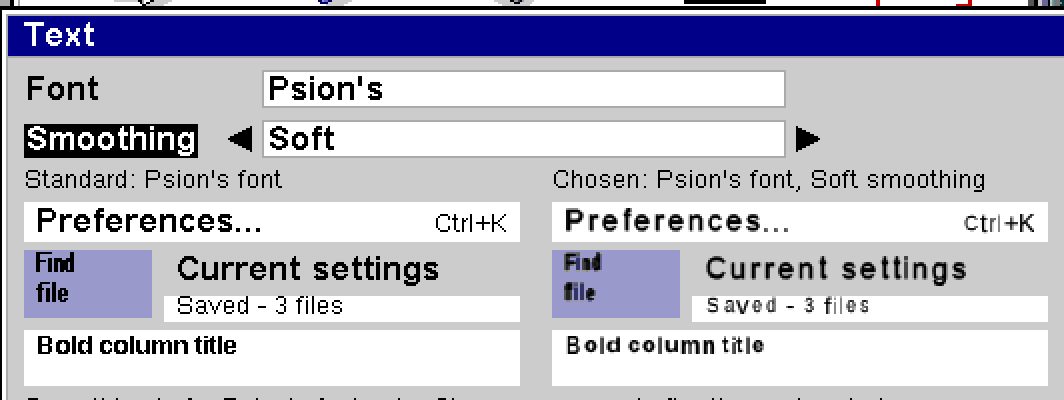 Text
Font Psion's
Smoothing Soft
Standard: Psion's font
Chosen: Psion's font, Soft smoothing
Preferences... Ctrl+K
Preferences... Ctrl+K
Find
file
Current settings
Saved - 3 files
Find
file
Current settings
Saved - 3 files
Bold column title
Bold column title